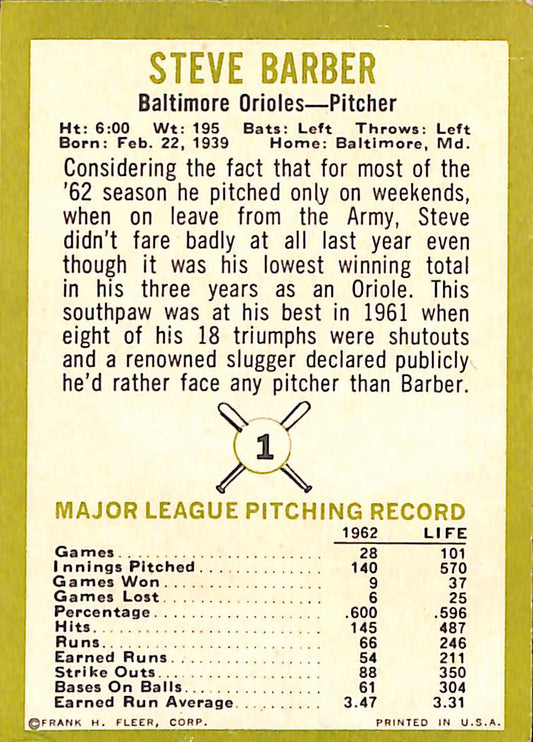 STEVE BARBER
Baltimore Orioles—Pitcher
Ht: 6:00 Wt: 195 Bats: Left Throws: Left
Born: Feb. 22, 1939 Home: Baltimore, Md.
Considering the fact that for most of the
'62 season he pitched only on weekends,
when on leave from the Army, Steve
didn't fare badly at all last year even
though it was his lowest winning total
in his three years as an Oriole. This
southpaw was at his best in 1961 when
eight of his 18 triumphs were shutouts
and a renowned slugger declared publicly
he'd rather face any pitcher than Barber.
1
MAJOR LEAGUE PITCHING RECORD
1962 LIFE
Games 28 101
Innings Pitched 140 570
Games Won 9 37
Games Lost 6 25
Percentage .600 .596
Hits 145 487
Runs 66 246
Earned Runs 54 211
Strike Outs 88 350
Bases On Balls 61 304
Earned Run Average 3.47 3.31
©FRANK H. FLEER, CORP. PRINTED IN U.S.A.